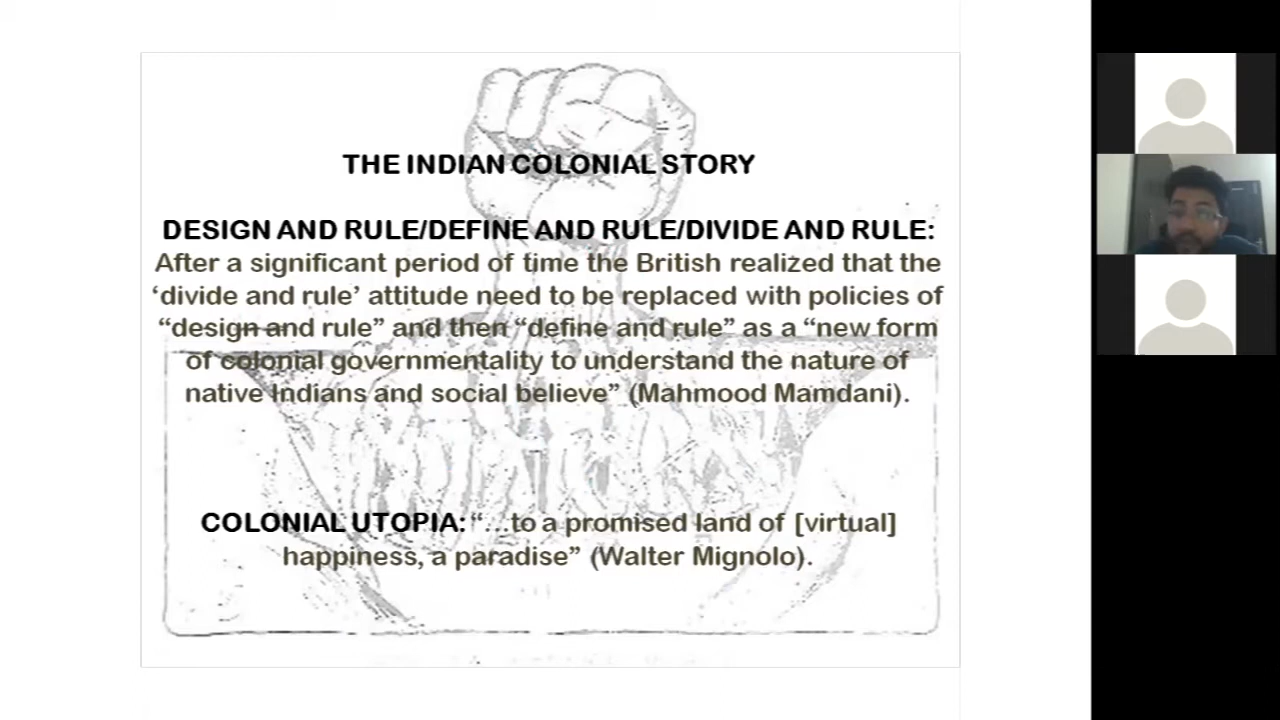 THE INDIAN COLONIAL STORY
DESIGN AND RULE/DEFINE AND RULE/DIVIDE AND RULE:
After a significant period of time the British realized that the
‘divide and rule’ attitude need to be replaced with policies of
“design and rule” and then “define and rule” as a “new form
of colonial governmentality to understand the nature of
native Indians and social believe” (Mahmood Mamdani).
COLONIAL UTOPIA: “…to a promised land of [virtual]
happiness, a paradise” (Walter Mignolo).